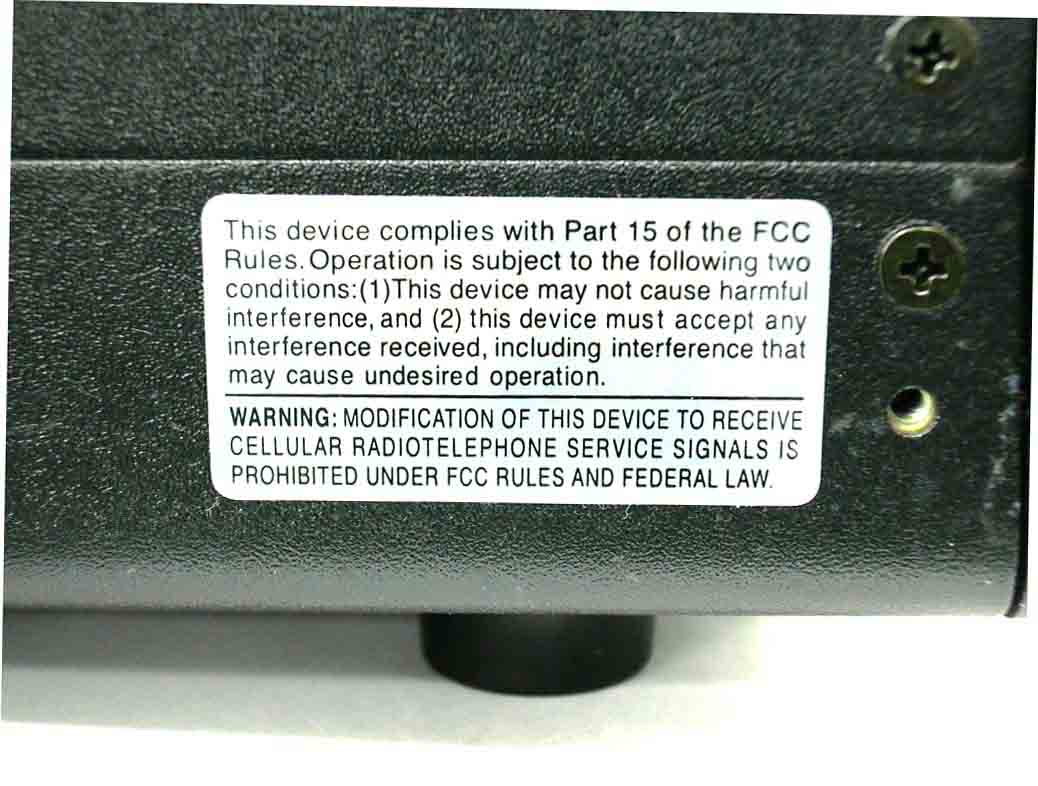 This device complies with Part 15 of the FCC
Rules. Operation is subject to the following two
conditions:(1)This device may not cause harmful
interference, and (2) this device must accept any
interference received, including interference that
may cause undesired operation.
WARNING: MODIFICATION OF THIS DEVICE TO RECEIVE
CELLULAR RADIOTELEPHONE SERVICE SIGNALS IS
PROHIBITED UNDER FCC RULES AND FEDERAL LAW.